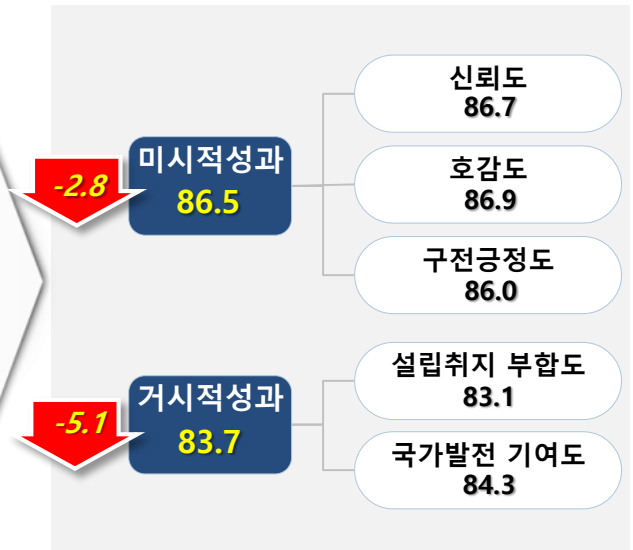 신뢰도
86.7
미시적성과
86.5
-2.8
호감도
86.9
구전긍정도
86.0
설립취지 부합도
83.1
거시적성과
83.7
-5.1
국가발전 기여도
84.3